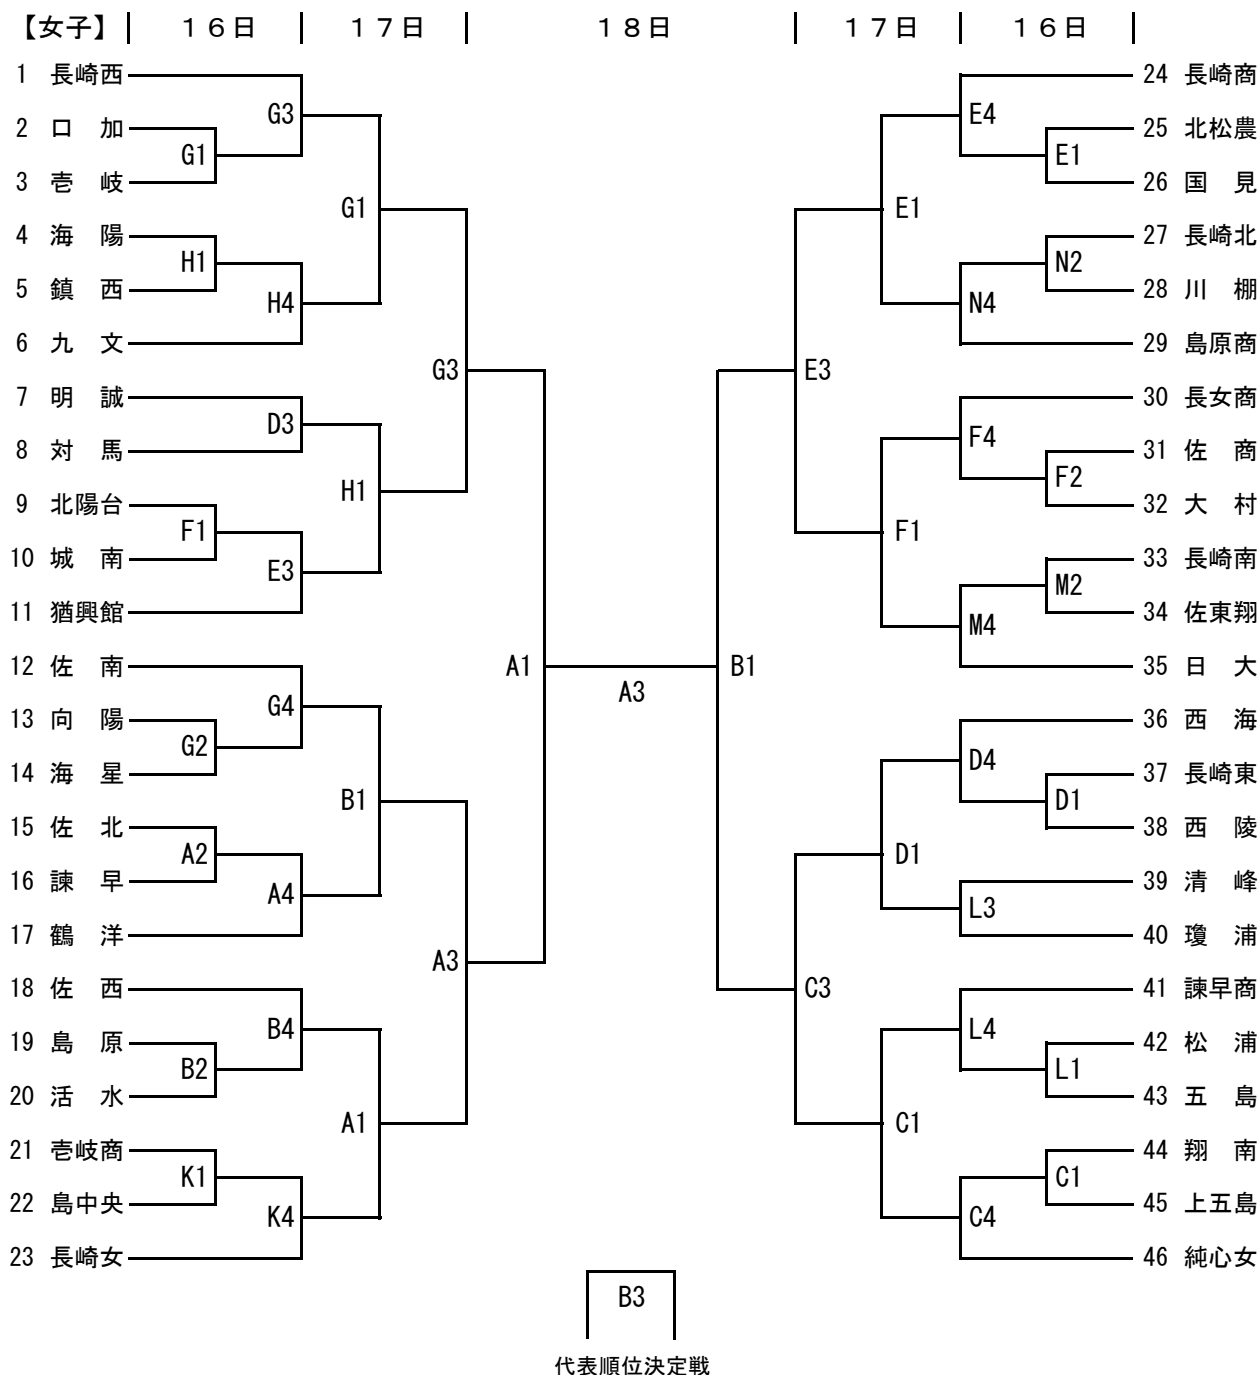 【女子】 １６日 １７日 １８日 １７日 １６日
1 長崎西 24 長崎商
G3 E4
2 口　加 25 北松農
G1 E1
3 壱　岐 26 国　見
G1 E1
4 海　陽 27 長崎北
H1 N2
5 鎮　西 28 川　棚
H4 N4
6 九　文 29 島原商
G3 E3
7 明　誠 30 長女商
D3 F4
8 対　馬 31 佐　商
H1 F2
9 北陽台 32 大　村
F1 F1
10 城　南 33 長崎南
E3 M2
11 猶興館 34 佐東翔
M4
12 佐　南 35 日　大
A1 A3 B1
G4
13 向　陽 36 西　海
G2 D4
14 海　星 37 長崎東
B1 D1
15 佐　北 38 西　陵
A2 D1
16 諫　早 39 清　峰
A4 L3
17 鶴　洋 40 瓊　浦
A3 C3
18 佐　西 41 諫早商
B4 L4
19 島　原 42 松　浦
B2 L1
20 活　水 43 五　島
A1 C1
21 壱岐商 44 翔　南
K1 C1
22 島中央 45 上五島
K4 C4
23 長崎女 46 純心女
B3
代表順位決定戦